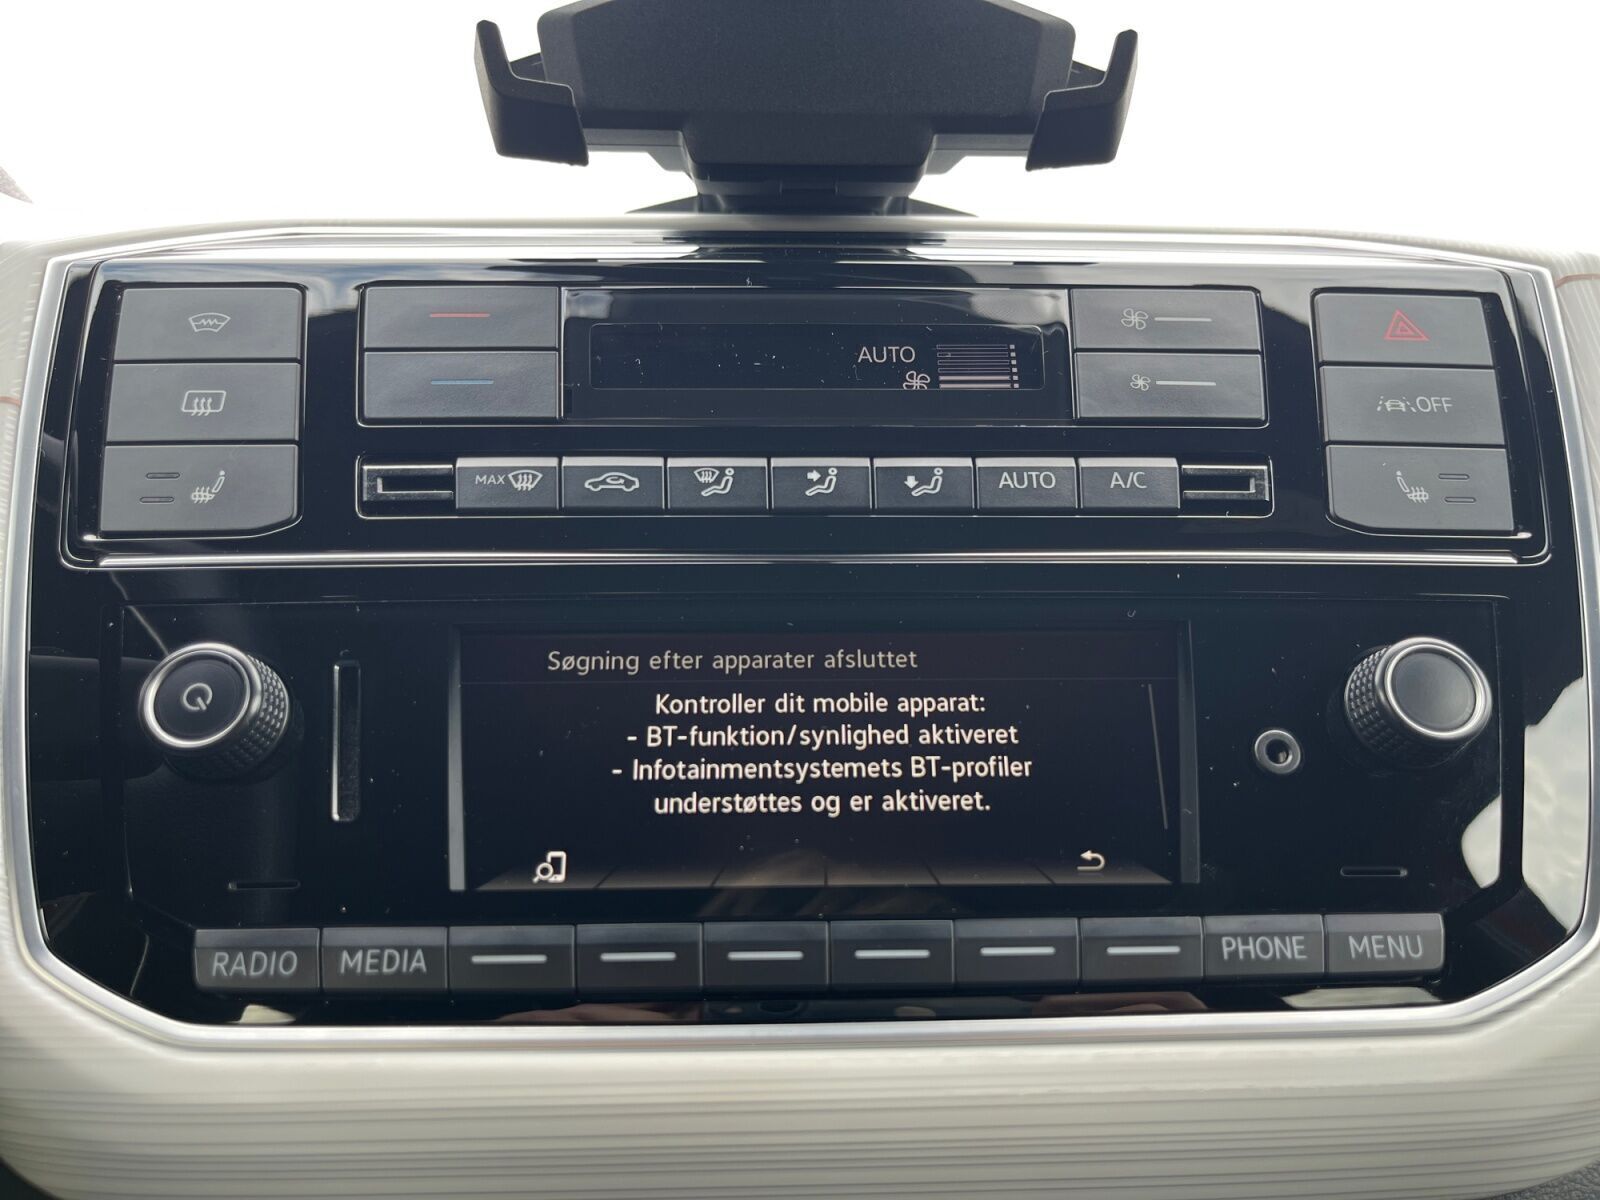 AUTO
OFF
MAX
AUTO
A/C
Søgning efter apparater afsluttet
Kontroller dit mobile apparat:
- BT-funktion/synlighed aktiveret
- Infotainmentsystemets BT-profiler
understøttes og er aktiveret.
RADIO
MEDIA
PHONE
MENU